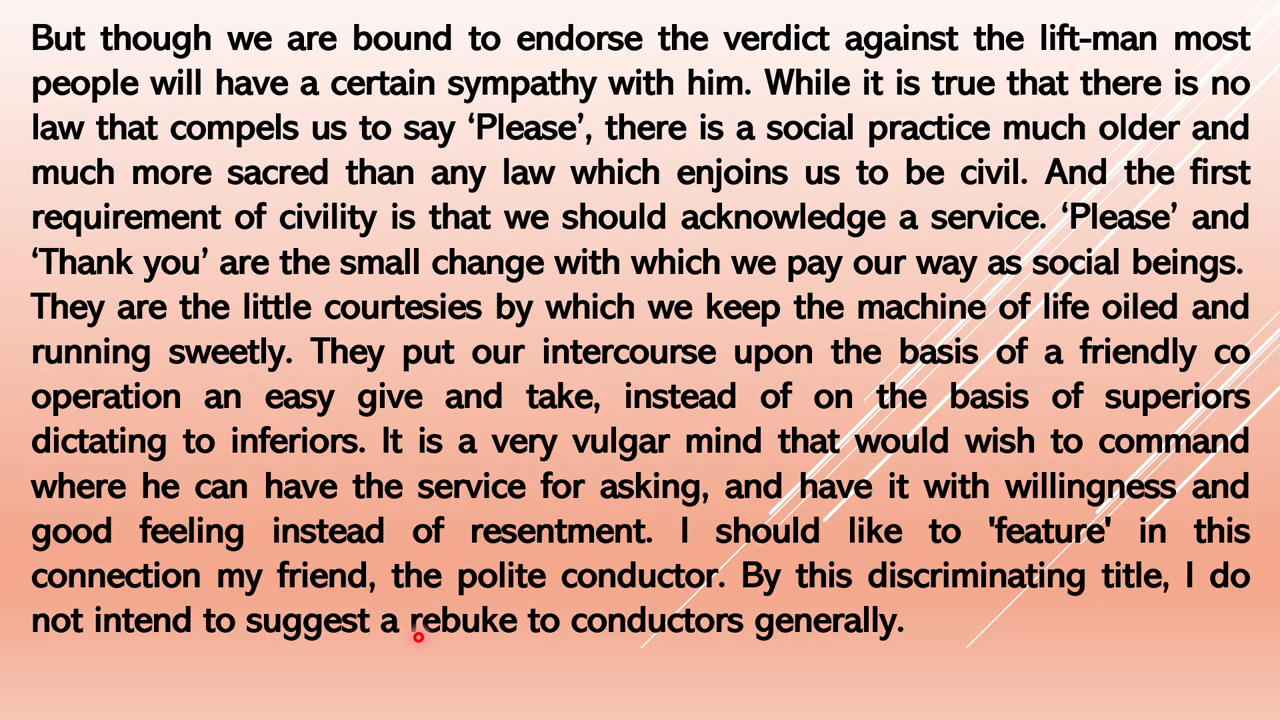 But though we are bound to endorse the verdict against the lift-man most
people will have a certain sympathy with him. While it is true that there is no
law that compels us to say ‘Please’, there is a social practice much older and
much more sacred than any law which enjoins us to be civil. And the first
requirement of civility is that we should acknowledge a service. ‘Please’ and
‘Thank you’ are the small change with which we pay our way as social beings.
They are the little courtesies by which we keep the machine of life oiled and
running sweetly. They put our intercourse upon the basis of a friendly co
operation an easy give and take, instead of on the basis of superiors
dictating to inferiors. It is a very vulgar mind that would wish to command
where he can have the service for asking, and have it with willingness and
good feeling instead of resentment. I should like to 'feature' in this
connection my friend, the polite conductor. By this discriminating title, I do
not intend to suggest a rebuke to conductors generally.